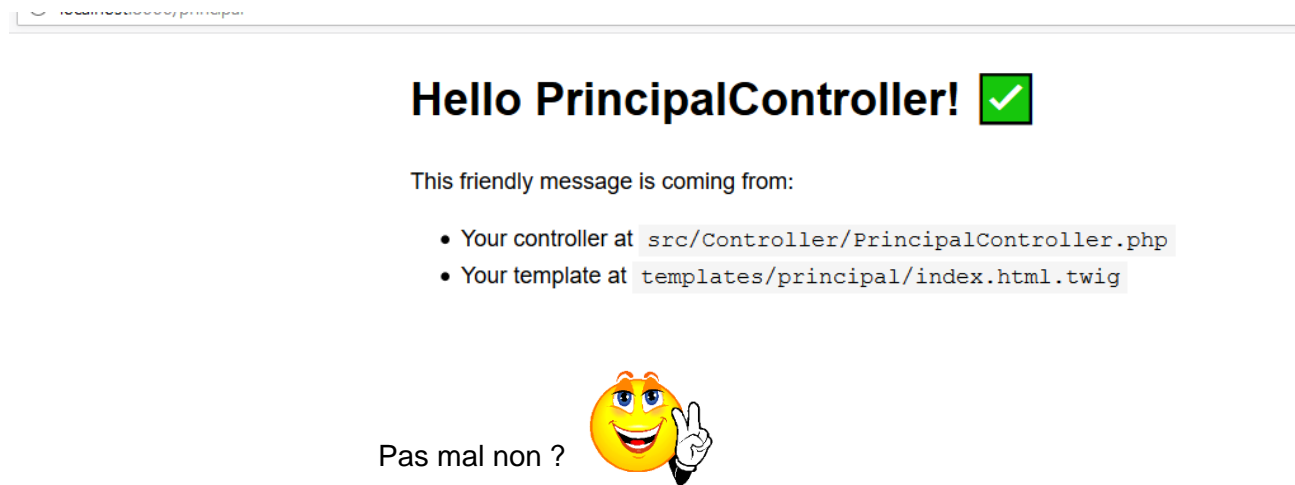 Hello PrincipalController!
This friendly message is coming from:
• Your controller at src/Controller/PrincipalController.php
• Your template at templates/principal/index.html.twig
Pas mal non ?